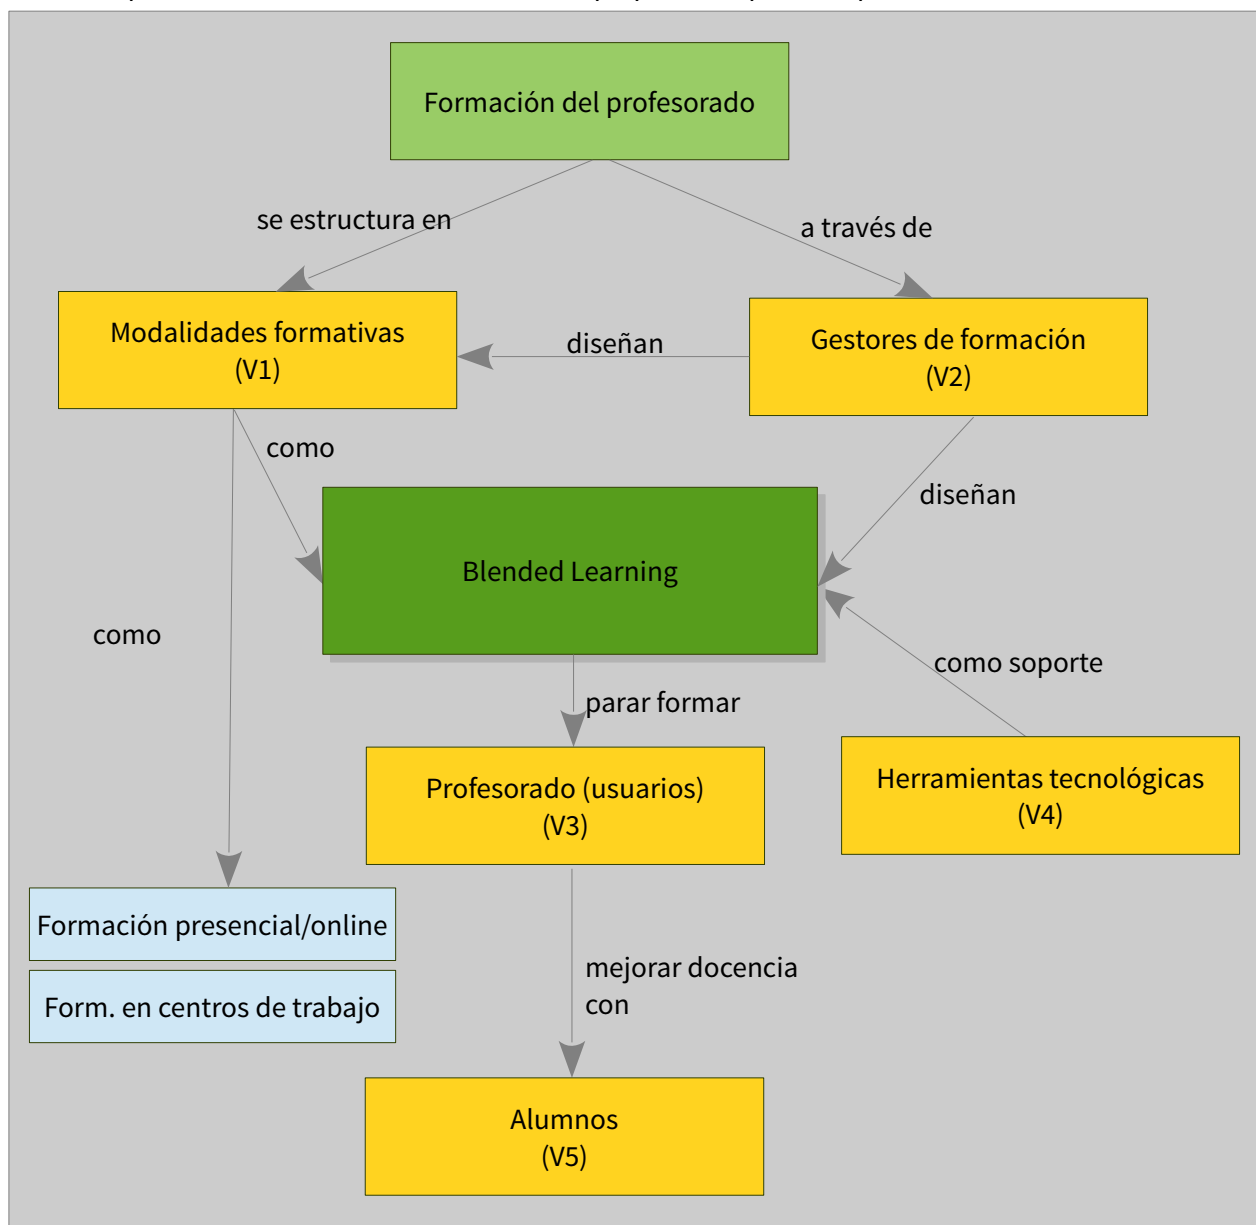 Formación del profesorado
se estructura en
a través de
Modalidades formativas
(V1)
diseñan
Gestores de formación
(V2)
como
diseñan
Blended Learning
como
como soporte
parar formar
Profesorado (usuarios)
(V3)
Herramientas tecnológicas
(V4)
Formación presencial/online
Form. en centros de trabajo
mejorar docencia
con
Alumnos
(V5)